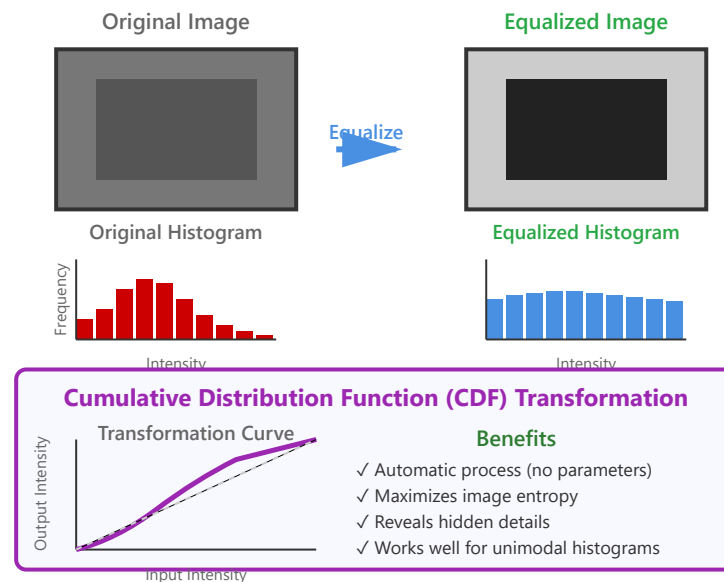 Original Image
Equalized Image
Equalize
Original Histogram
Equalized Histogram
Frequency
Intensity
Intensity
Cumulative Distribution Function (CDF) Transformation
Transformation Curve
Output Intensity
Input Intensity
Benefits
✓ Automatic process (no parameters)
✓ Maximizes image entropy
✓ Reveals hidden details
✓ Works well for unimodal histograms